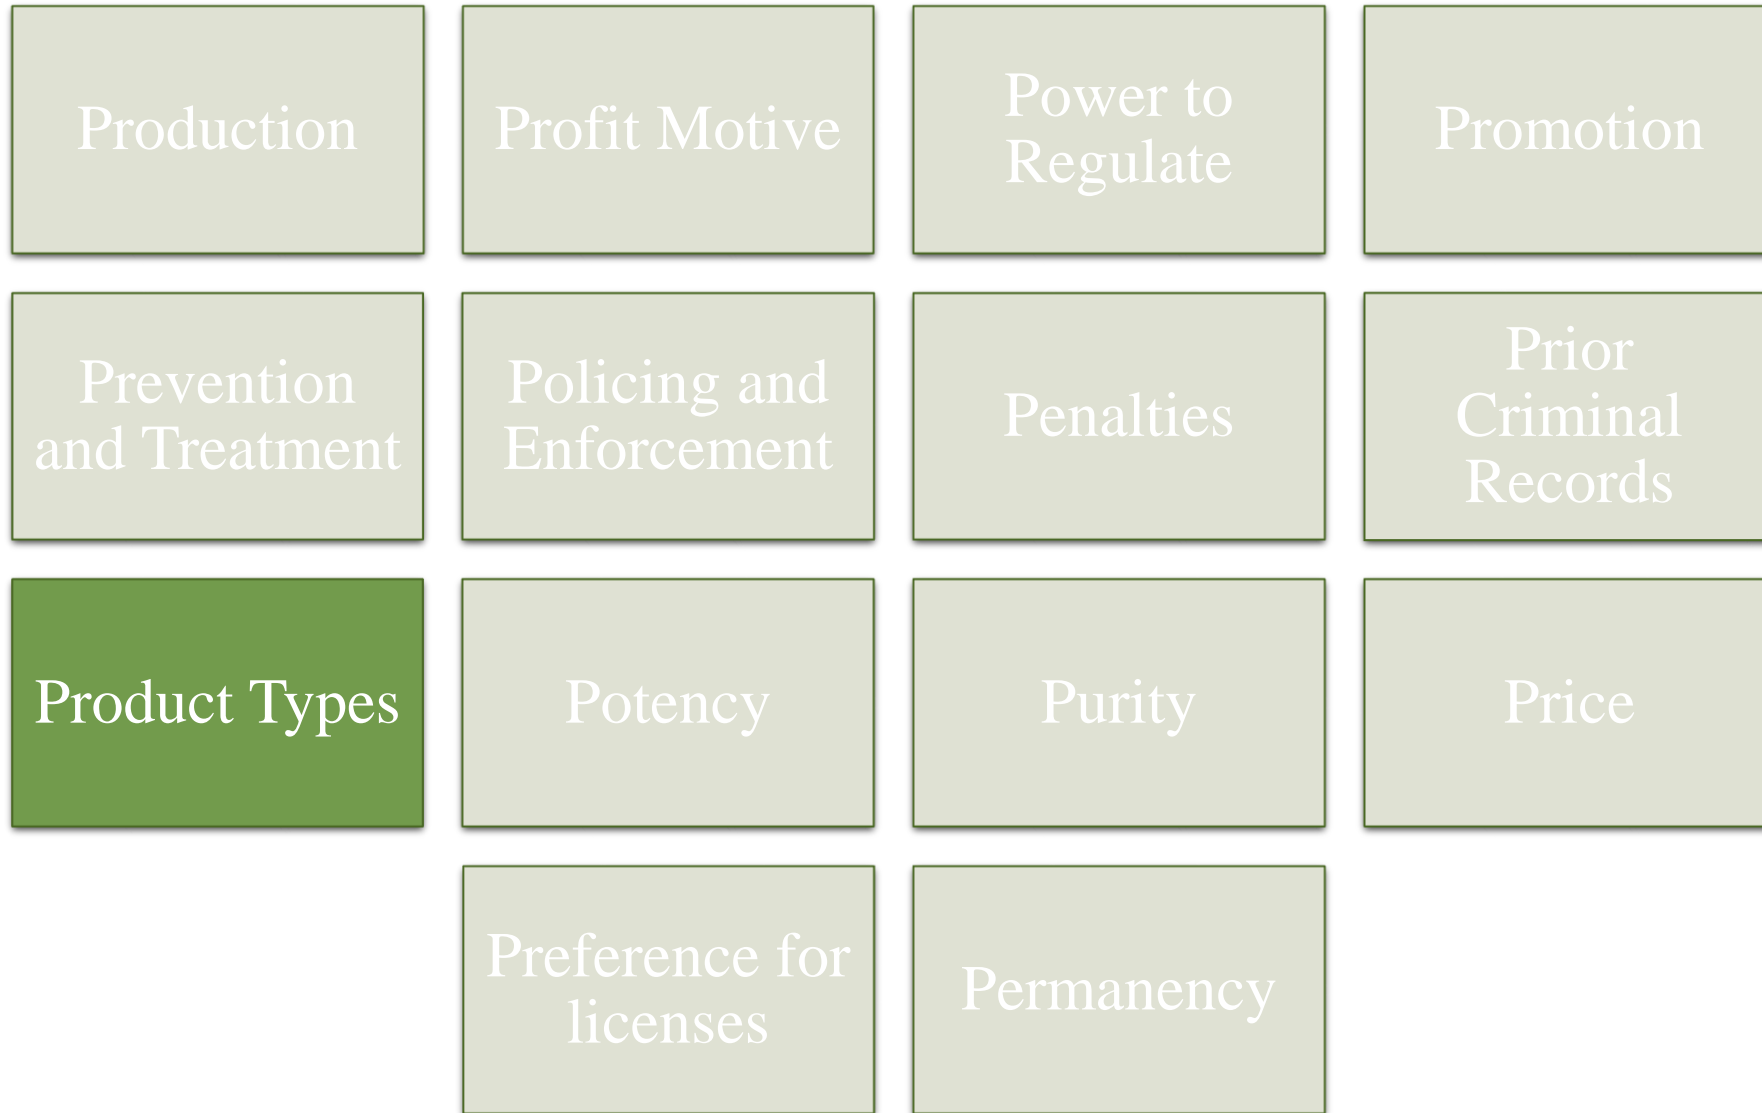 Production
Profit Motive
Power to
Regulate
Promotion
Prevention
and Treatment
Policing and
Enforcement
Penalties
Prior
Criminal
Records
Product Types
Potency
Purity
Price
Preference for
licenses
Permanency